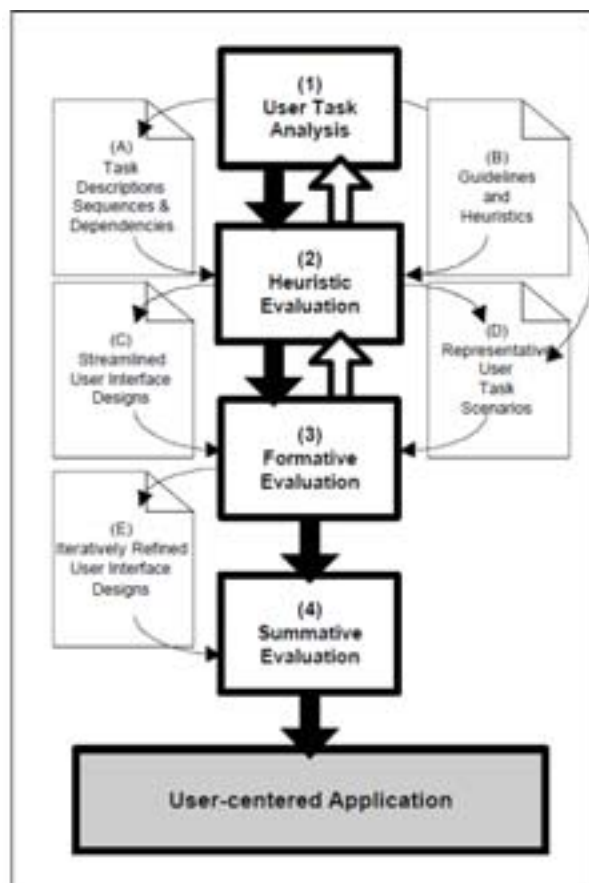 (1)
User Task
Analysis
(A)
Task
Descriptions
Sequences &
Dependencies
(B)
Guidelines
and
Heuristics
(2)
Heuristic
Evaluation
(C)
Streamlined
User Interface
Designs
(D)
Representative
User
Task
Scenarios
(3)
Formative
Evaluation
(E)
Iteratively Refined
User Interface
Designs
(4)
Summative
Evaluation
User-centered Application